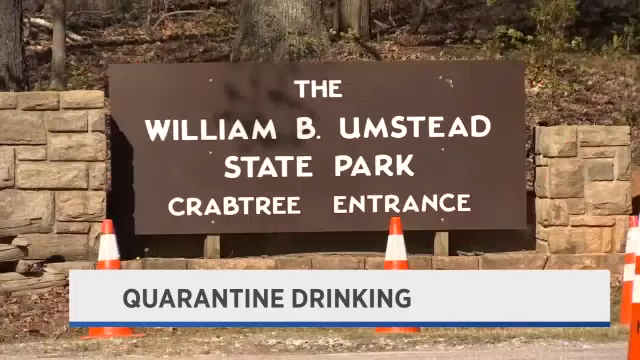 THE
WILLIAM B. UMSTEAD
STATE PARK
CRABTREE ENTRANCE
QUARANTINE DRINKING